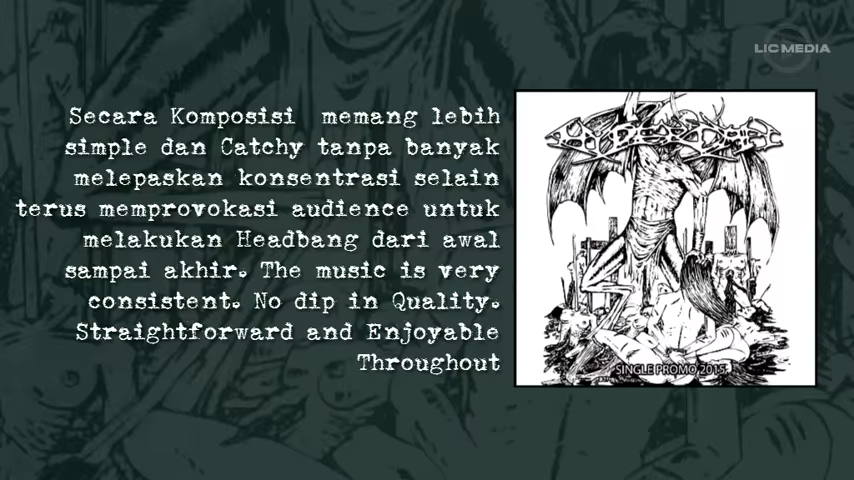 LIC MEDIA
Secara Komposisi memang lebih
simple dan Catchy tanpa banyak
melepaskan konsentrasi selain
terus memprovokasi audience untuk
melakukan Headbang dari awal
sampai akhir. The music is very
consistent. No dip in Quality.
Straightforward and Enjoyable
Throughout
SINGLE PROMO 2015